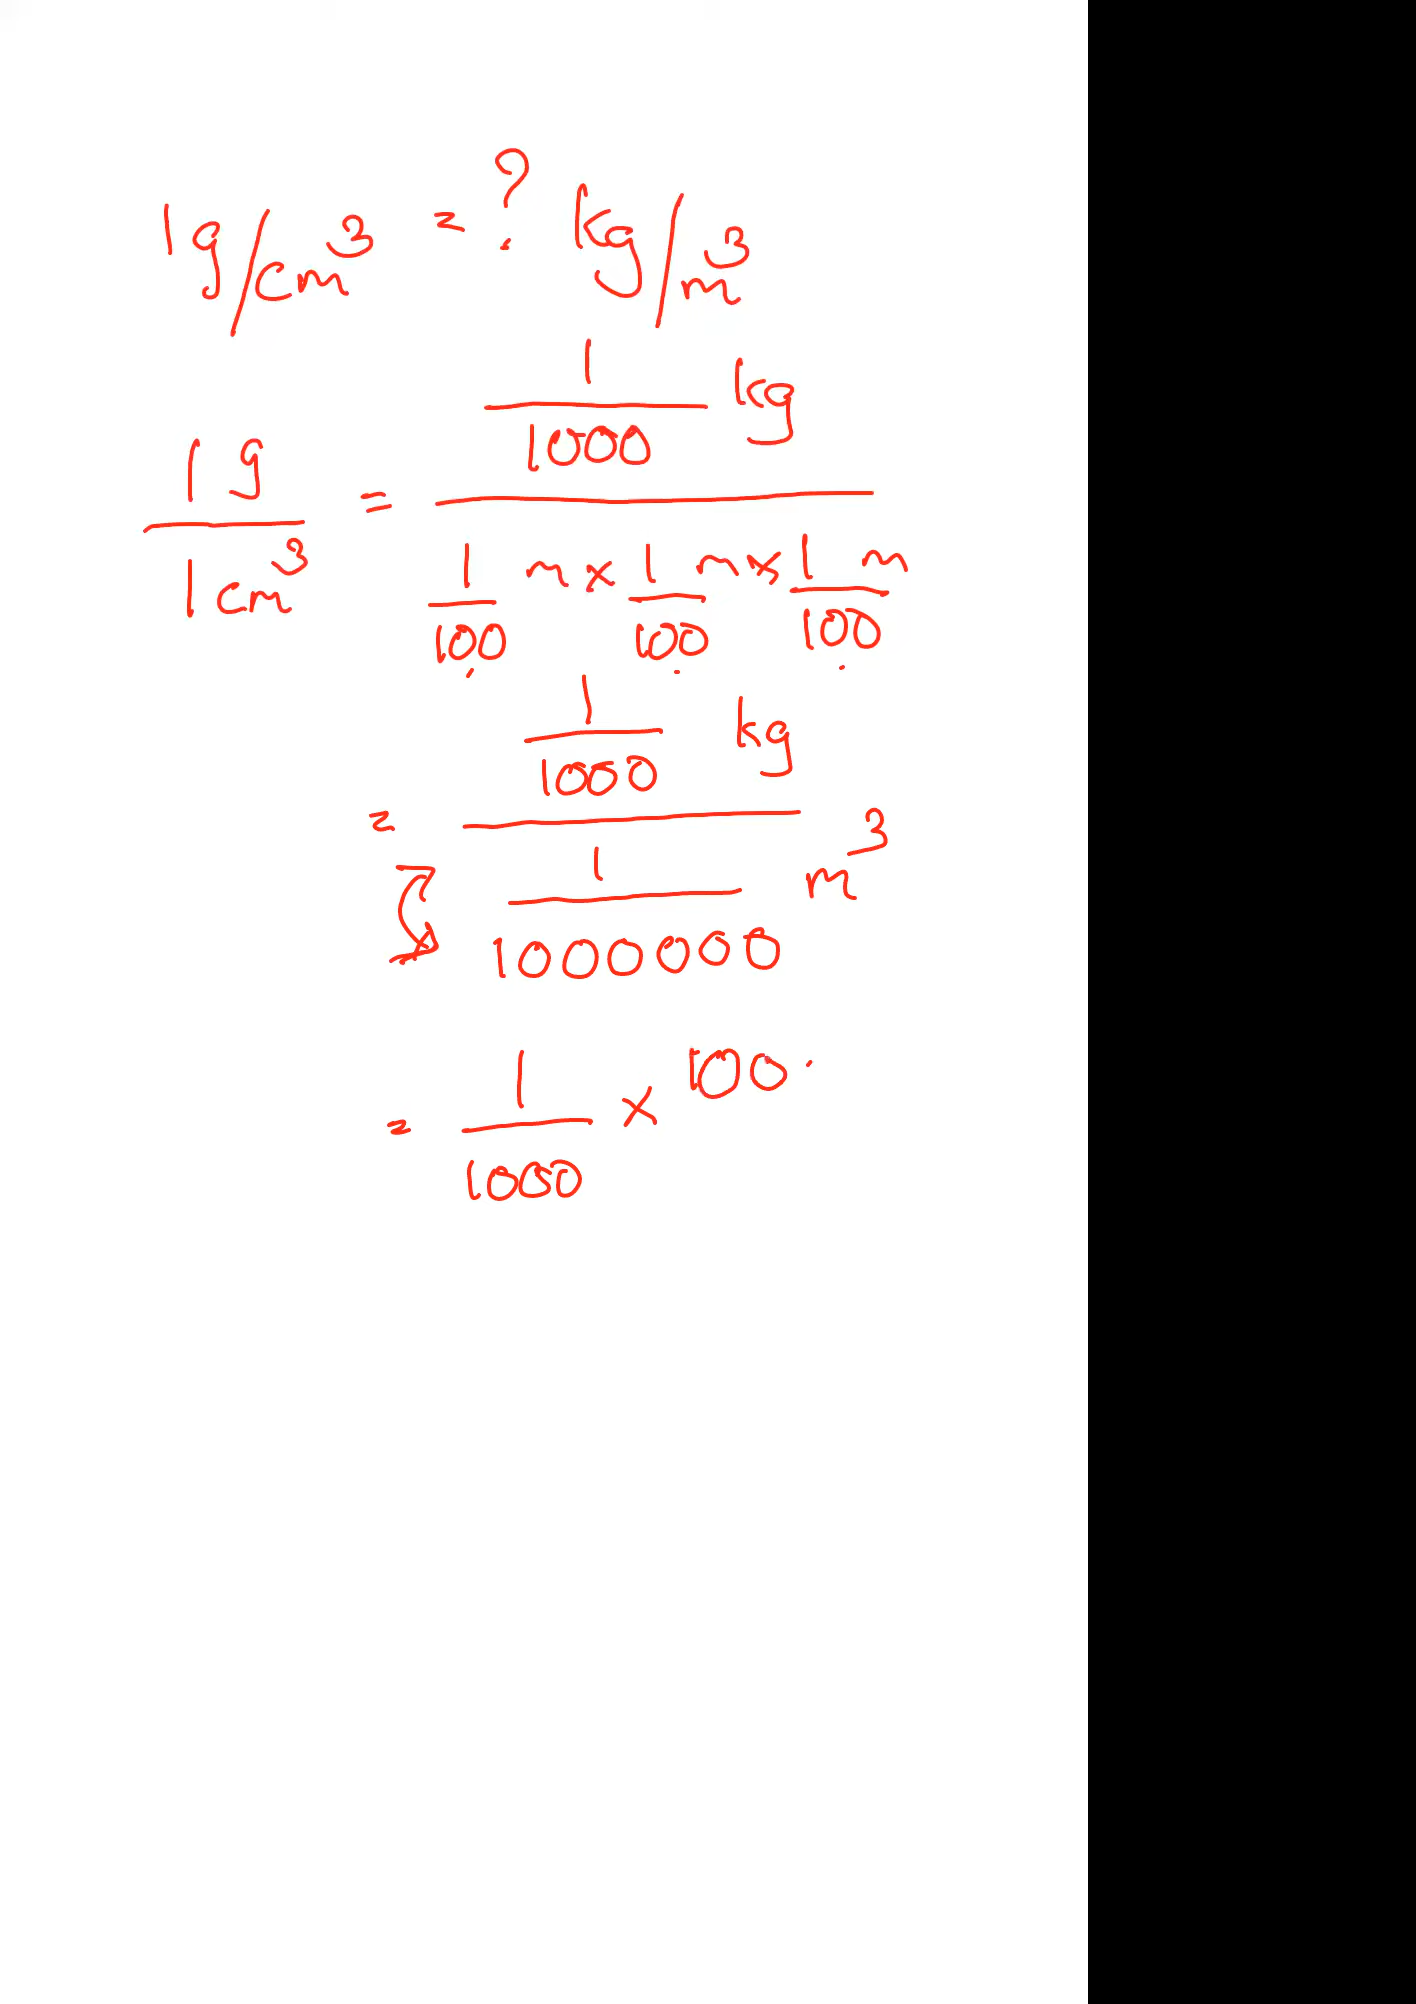 1g/cm³ = ? kg/m³
1 g / 1 cm³ = 1/1000 kg / 1/100 m × 1/100 m × 1/100 m
= 1/1000 kg / 1/1000000 m³
= 1/1000 × 100